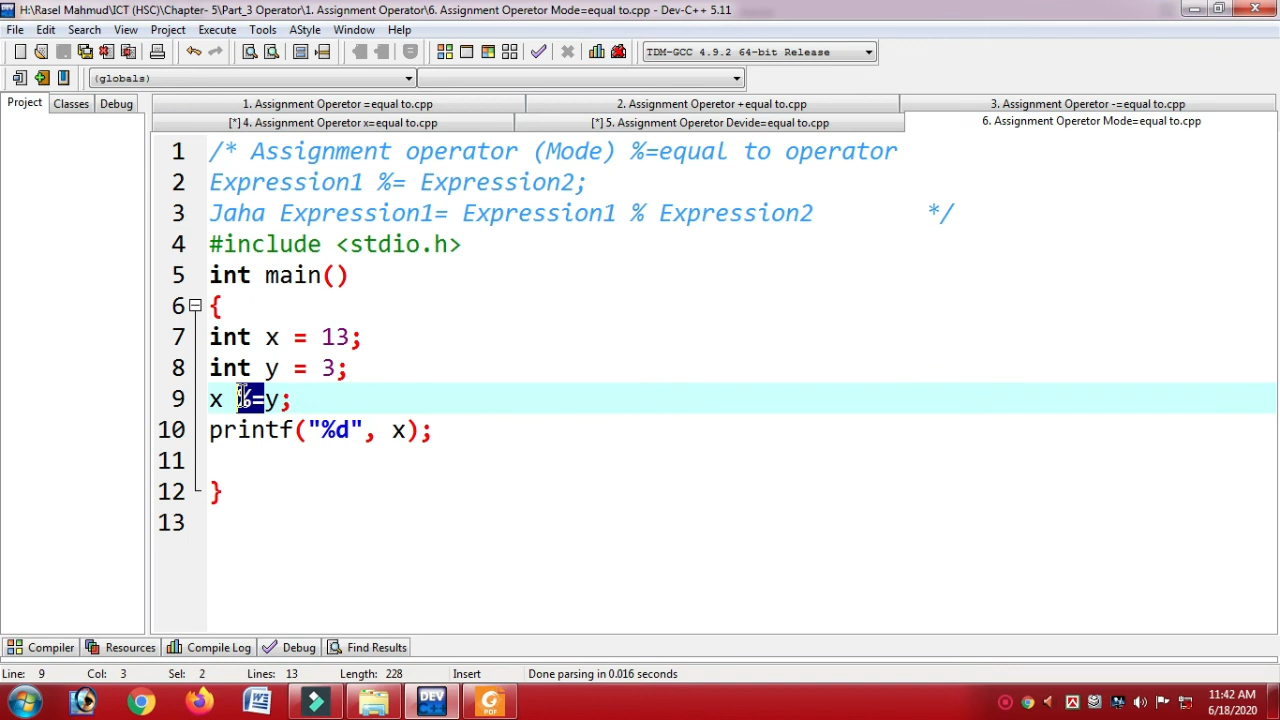 H:\Rasel Mahmud\ICT (HSC)\Chapter- 5\Part_3 Operator\1. Assignment Operator\6. Assignment Operetor Mode=equal to.cpp - Dev-C++ 5.11
File Edit Search View Project Execute Tools AStyle Window Help
TDM-GCC 4.9.2 64-bit Release
(globals)
Project Classes Debug
1. Assignment Operetor =equal to.cpp 2. Assignment Operetor +equal to.cpp 3. Assignment Operetor -=equal to.cpp
[*] 4. Assignment Operetor x=equal to.cpp [*] 5. Assignment Operetor Devide=equal to.cpp 6. Assignment Operetor Mode=equal to.cpp
1 /* Assignment operator (Mode) %=equal to operator
2 Expression1 %= Expression2;
3 Jaha Expression1= Expression1 % Expression2 */
4 #include <stdio.h>
5 int main()
6 {
7 int x = 13;
8 int y = 3;
9 x %=y;
10 printf("%d", x);
11
12 }
13
Compiler Resources Compile Log Debug Find Results
Line: 9 Col: 3 Sel: 2 Lines: 13 Length: 228 Insert Done parsing in 0.016 seconds
DEV
PDF
11:42 AM
6/18/2020